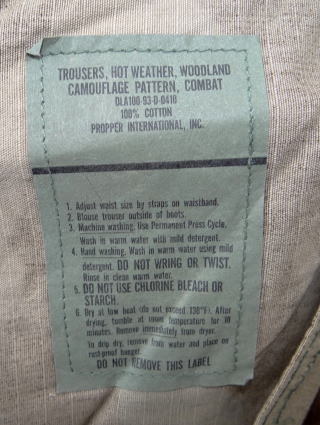 TROUSERS, HOT WEATHER, WOODLAND
CAMOUFLAGE PATTERN, COMBAT
DLA100-93-D-0418
100% COTTON
PROPPER INTERNATIONAL, INC.
1. Adjust waist size by straps on waistband.
2. Blouse trouser outside of boots.
3. Machine washing. Use Permanent Press Cycle.
Wash in warm water with mild detergent.
4. Hand washing. Wash in warm water using mild
detergent. DO NOT WRING OR TWIST.
Rinse in clean warm water.
5. DO NOT USE CHLORINE BLEACH OR
STARCH.
6. Dry at low heat (do not exceed 130°F). After
drying, tumble at room temperature for 10
minutes. Remove immediately from dryer.
To drip dry, remove from water and place on
rust-proof hanger.
DO NOT REMOVE THIS LABEL